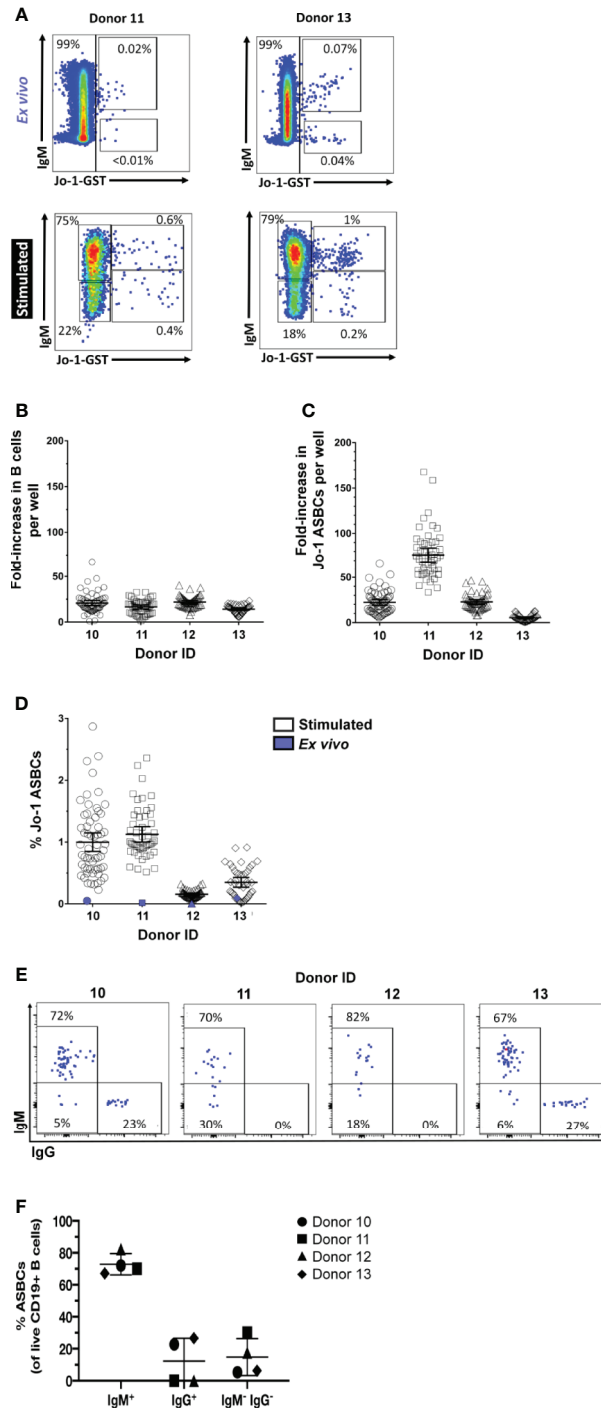 A
Donor 11
Donor 13
Ex vivo
99%
0.02%
<0.01%
IgM
Jo-1-GST
99%
0.07%
0.04%
IgM
Jo-1-GST
Stimulated
75%
0.6%
22%
0.4%
IgM
Jo-1-GST
79%
1%
18%
0.2%
IgM
Jo-1-GST
B
Fold-increase in B cells
per well
200
150
100
50
10
11
12
13
Donor ID
C
Fold-increase in
Jo-1 ASBCs per well
200
150
100
50
0
10
11
12
13
Donor ID
D
% Jo-1 ASBCs
3
2
1
0
10
11
12
13
Donor ID
Stimulated
Ex vivo
E
Donor ID
10
11
12
13
72%
5%
23%
70%
30%
0%
82%
18%
0%
67%
6%
27%
IgM
IgG
F
% ASBCs
(of live CD19+ B cells)
100
80
60
40
20
0
IgM+
IgG+
IgM- IgG-
Donor 10
Donor 11
Donor 12
Donor 13